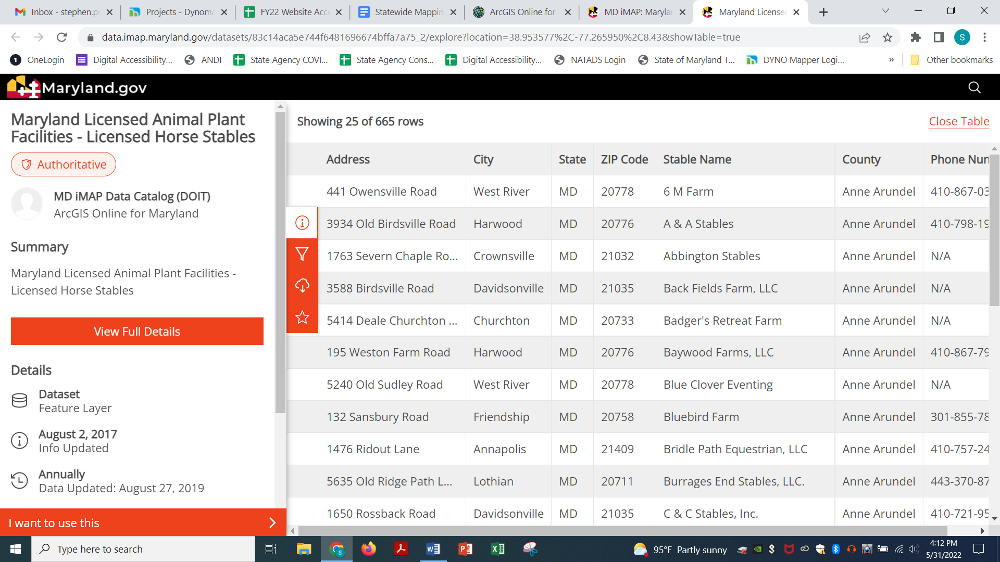 Inbox - stephen.p
Projects - Dynoma
FY22 Website Acc
Statewide Mappin
ArcGIS Online for
MD iMAP: Marylan
Maryland License
data.imap.maryland.gov/datasets/83c14aca5e744f6481696674bffa7a75_2/explore?location=38.953577%2C-77.265950%2C8.43&showTable=true
S
OneLogin
Digital Accessibility...
ANDI
State Agency COVI...
State Agency Cons...
Digital Accessibility...
NATADS Login
State of Maryland T...
DYNO Mapper Logi...
»
Other bookmarks
Maryland.gov
Maryland Licensed Animal Plant
Facilities - Licensed Horse Stables
Authoritative
MD iMAP Data Catalog (DOIT)
ArcGIS Online for Maryland
Summary
Maryland Licensed Animal Plant Facilities -
Licensed Horse Stables
View Full Details
Details
Dataset
Feature Layer
August 2, 2017
Info Updated
Annually
Data Updated: August 27, 2019
I want to use this
Showing 25 of 665 rows
Close Table
Address City State ZIP Code Stable Name County Phone Num
441 Owensville Road West River MD 20778 6 M Farm Anne Arundel 410-867-03
3934 Old Birdsville Road Harwood MD 20776 A & A Stables Anne Arundel 410-798-19
1763 Severn Chaple Ro... Crownsville MD 21032 Abbington Stables Anne Arundel N/A
3588 Birdsville Road Davidsonville MD 21035 Back Fields Farm, LLC Anne Arundel N/A
5414 Deale Churchton ... Churchton MD 20733 Badger's Retreat Farm Anne Arundel N/A
195 Weston Farm Road Harwood MD 20776 Baywood Farms, LLC Anne Arundel 410-867-79
5240 Old Sudley Road West River MD 20778 Blue Clover Eventing Anne Arundel N/A
132 Sansbury Road Friendship MD 20758 Bluebird Farm Anne Arundel 301-855-78
1476 Ridout Lane Annapolis MD 21409 Bridle Path Equestrian, LLC Anne Arundel 410-757-24
5635 Old Ridge Path L... Lothian MD 20711 Burrages End Stables, LLC. Anne Arundel 443-370-87
1650 Rossback Road Davidsonville MD 21035 C & C Stables, Inc. Anne Arundel 410-721-95
Type here to search
95°F Partly sunny
4:12 PM
5/31/2022